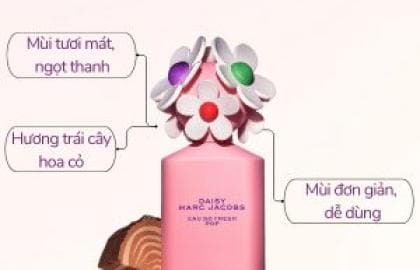 Mùi tươi mát,
ngọt thanh
Hương trái cây
hoa cỏ
Mùi đơn giản,
dễ dùng
DAISY
MARC JACOBS
EAU SO FRESH
POP